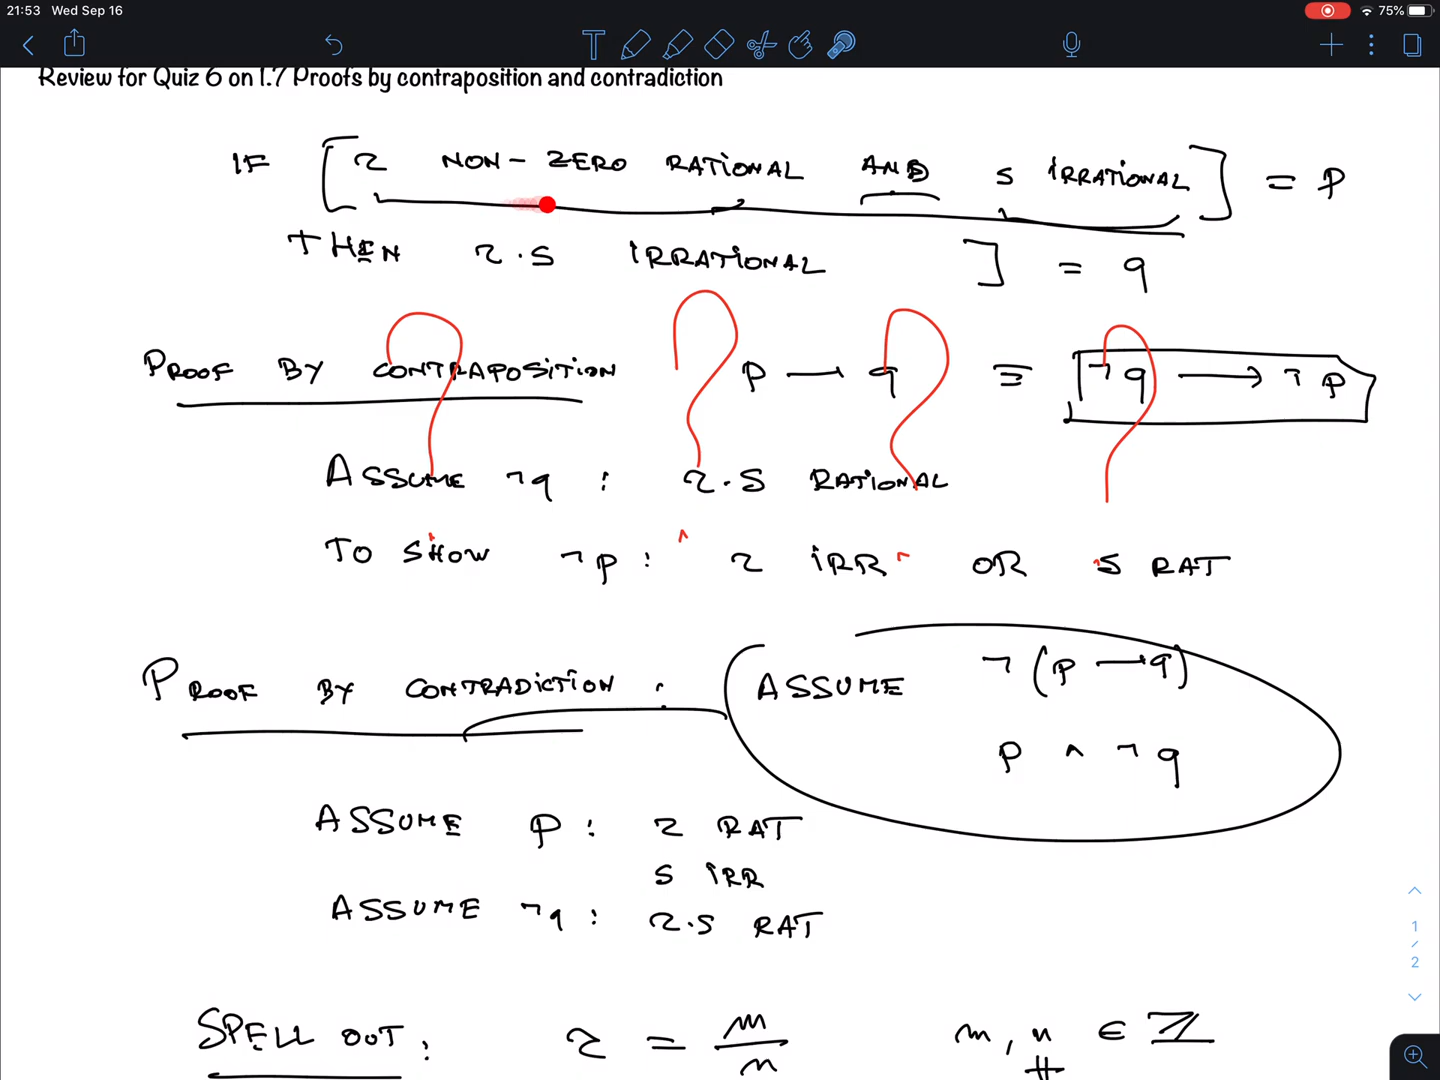 21:53 Wed Sep 16 75%
Review for Quiz 6 on 1.7 Proofs by contraposition and contradiction
IF [ r NON-ZERO RATIONAL AND s IRRATIONAL ] = P
THEN r·s IRRATIONAL ] = q
PROOF BY CONTRAPOSITION P → q ≡ ¬q → ¬P
ASSUME ¬q : r·s RATIONAL
TO SHOW ¬p : r IRR OR s RAT
PROOF BY CONTRADICTION : ASSUME ¬(P → q)
P ∧ ¬q
ASSUME P : r RAT
s IRR
ASSUME ¬q : r·s RAT
SPELL OUT : r = m/n m, n ∈ ℤ
1
/
2